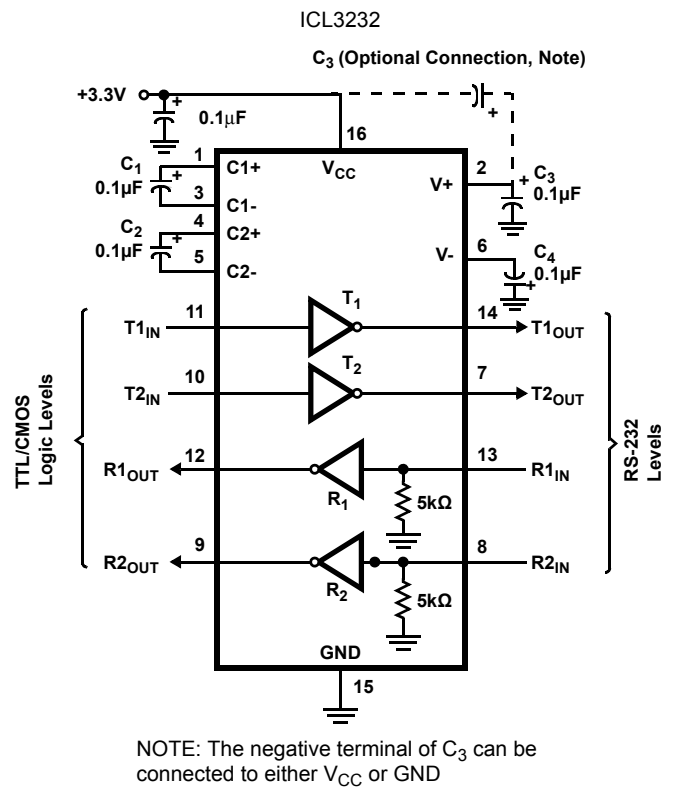 ICL3232
C3 (Optional Connection, Note)
+3.3V
+
0.1µF
+
16
1
C1+
VCC
2
C1
0.1µF
+
3
C1-
V+
+
C3
0.1µF
4
C2+
C2
0.1µF
+
5
C2-
V-
6
C4
0.1µF
+
T1
T1IN
11
14
T1OUT
T2
T2IN
10
7
T2OUT
TTL/CMOS
Logic Levels
RS-232
Levels
R1OUT
12
13
R1IN
R1
5kΩ
R2OUT
9
8
R2IN
R2
5kΩ
GND
15
NOTE: The negative terminal of C3 can be
connected to either VCC or GND